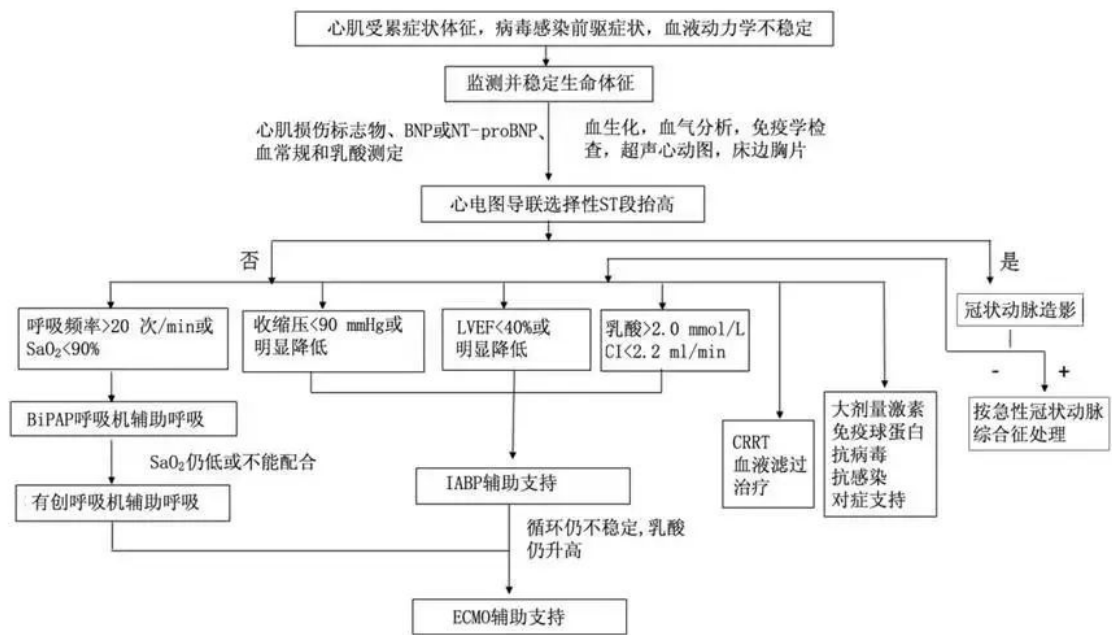 心肌受累症状体征，病毒感染前驱症状，血液动力学不稳定
监测并稳定生命体征
心肌损伤标志物、BNP或NT-proBNP、
血常规和乳酸测定
血生化，血气分析，免疫学检
查，超声心动图，床边胸片
心电图导联选择性ST段抬高
否
是
呼吸频率>20 次/min或
SaO₂<90%
收缩压<90 mmHg或
明显降低
LVEF<40%或
明显降低
乳酸>2.0 mmol/L
CI<2.2 ml/min
冠状动脉造影
-
+
BiPAP呼吸机辅助呼吸
SaO₂仍低或不能配合
有创呼吸机辅助呼吸
IABP辅助支持
CRRT
血液滤过
治疗
大剂量激素
免疫球蛋白
抗病毒
抗感染
对症支持
按急性冠状动脉
综合征处理
循环仍不稳定,乳酸
仍升高
ECMO辅助支持